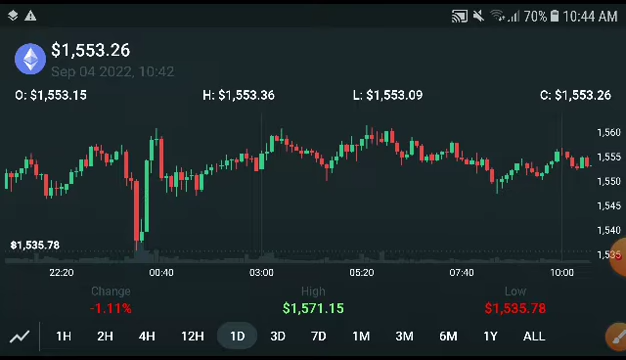 70% 10:44 AM
$1,553.26
Sep 04 2022, 10:42
O: $1,553.15 H: $1,553.36 L: $1,553.09 C: $1,553.26
1,560
1,555
1,550
1,545
1,540
$1,535.78 1,535
22:20 00:40 03:00 05:20 07:40 10:00
Change High Low
-1.11% $1,571.15 $1,535.78
1H 2H 4H 12H 1D 3D 7D 1M 3M 6M 1Y ALL